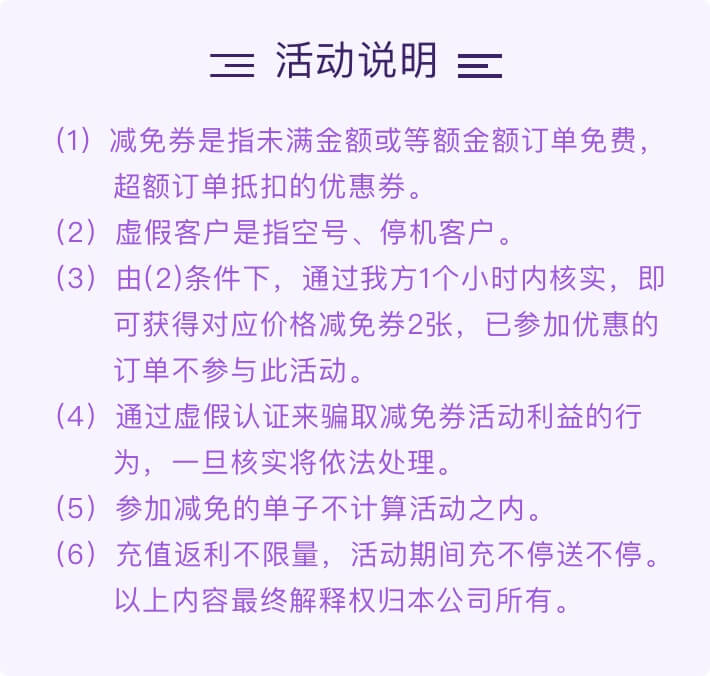 活动说明
(1) 减免券是指未满金额或等额金额订单免费，
超额订单抵扣的优惠券。
(2) 虚假客户是指空号、停机客户。
(3) 由(2)条件下，通过我方1个小时内核实，即
可获得对应价格减免券2张，已参加优惠的
订单不参与此活动。
(4) 通过虚假认证来骗取减免券活动利益的行
为，一旦核实将依法处理。
(5) 参加减免的单子不计算活动之内。
(6) 充值返利不限量，活动期间充不停送不停。
以上内容最终解释权归本公司所有。